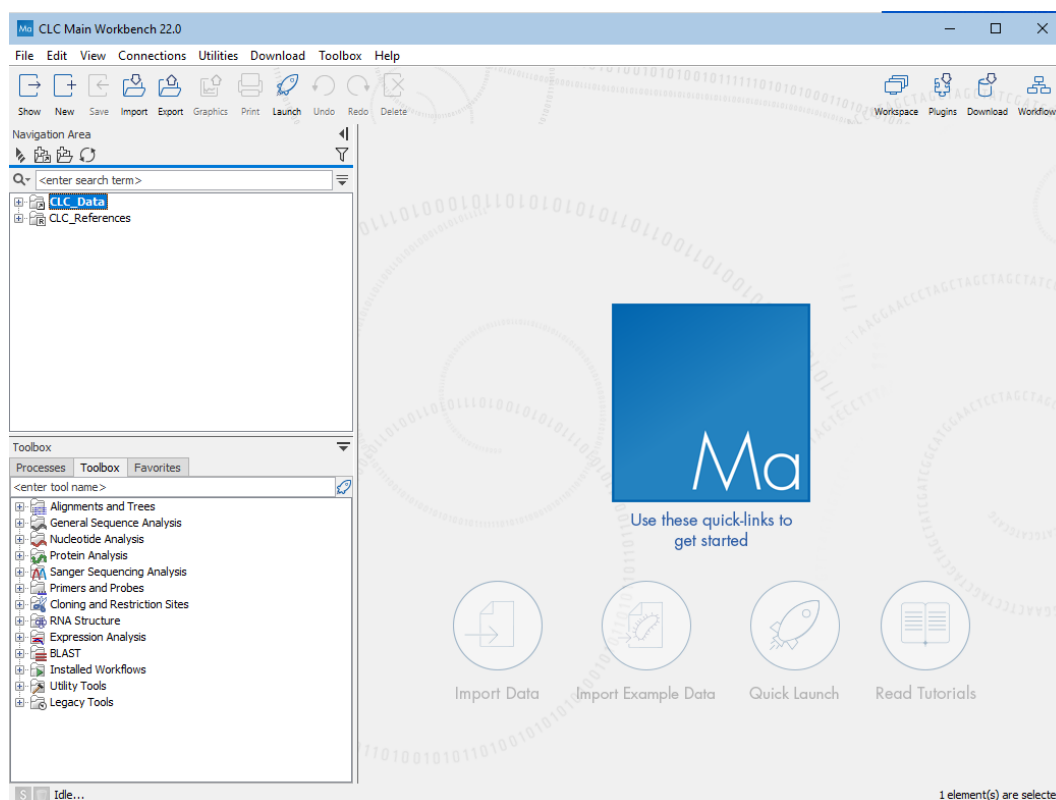 Ma CLC Main Workbench 22.0
File Edit View Connections Utilities Download Toolbox Help
Show New Save Import Export Graphics Print Launch Undo Redo Delete
Workspace Plugins Download Workflow
Navigation Area
<enter search term>
CLC_Data
CLC_References
Ma
Use these quick-links to
get started
Import Data Import Example Data Quick Launch Read Tutorials
Toolbox
Processes Toolbox Favorites
<enter tool name>
Alignments and Trees
General Sequence Analysis
Nucleotide Analysis
Protein Analysis
Sanger Sequencing Analysis
Primers and Probes
Cloning and Restriction Sites
RNA Structure
Expression Analysis
BLAST
Installed Workflows
Utility Tools
Legacy Tools
Idle...
1 element(s) are selecte